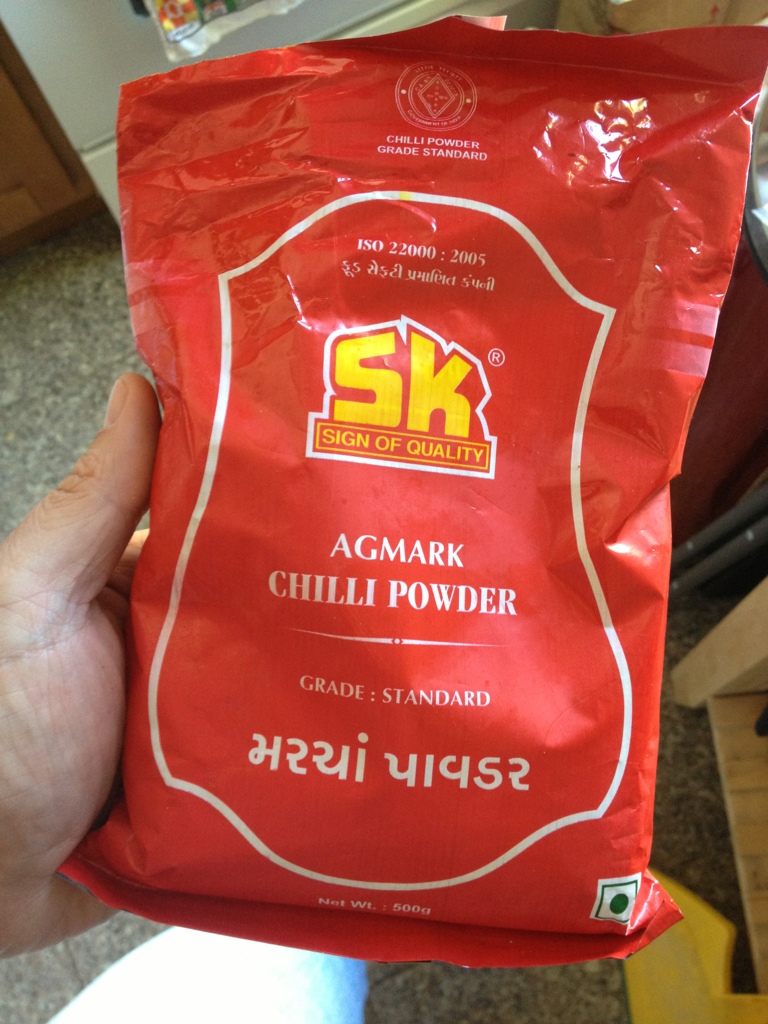 CHILLI POWDER
GRADE STANDARD
ISO 22000 : 2005
ફૂડ સેફ્ટી પ્રમાણિત કંપની
SK ®
SIGN OF QUALITY
AGMARK
CHILLI POWDER
GRADE : STANDARD
મરચાં પાવડર
Net Wt. : 500g